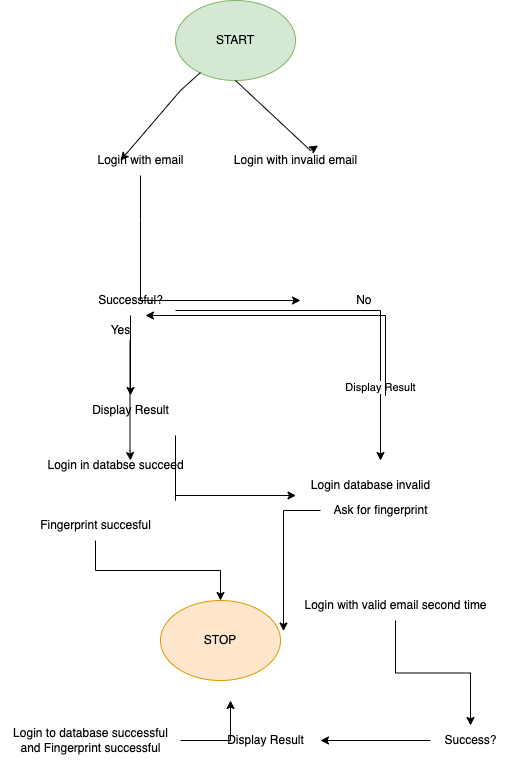 START
Login with email
Login with invalid email
Successful?
No
Yes
Display Result
Display Result
Login in databse succeed
Login database invalid
Ask for fingerprint
Fingerprint succesful
Login with valid email second time
STOP
Login to database successful
and Fingerprint successful
Display Result
Success?